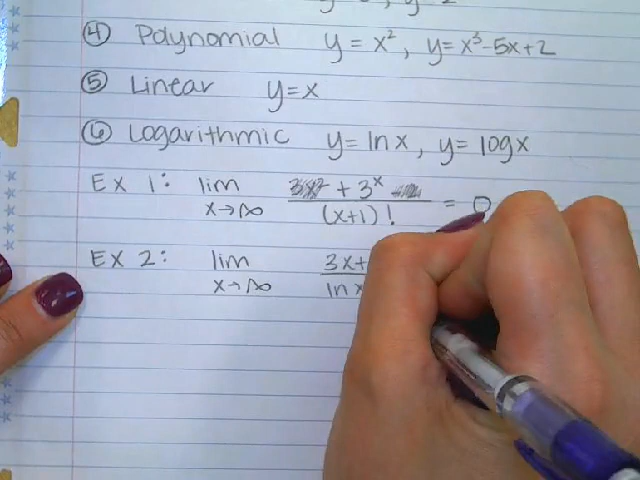 ④ Polynomial y = x², y = x³-5x+2
⑤ Linear y=x
⑥ Logarithmic y= ln x, y= log x
Ex 1: lim x→∞ + 3ˣ / (x+1)! = 0
Ex 2: lim x→∞ 3x+ / ln x